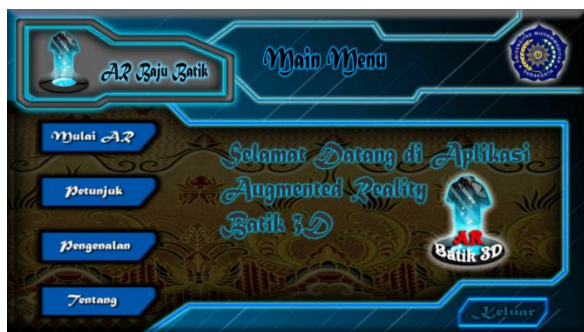 AR Baju Batik
Main Menu
Mulai AR
Petunjuk
Pengenalan
Tentang
Selamat Datang di Aplikasi
Augmented Reality
Batik 3D
AR
Batik 3D
Keluar